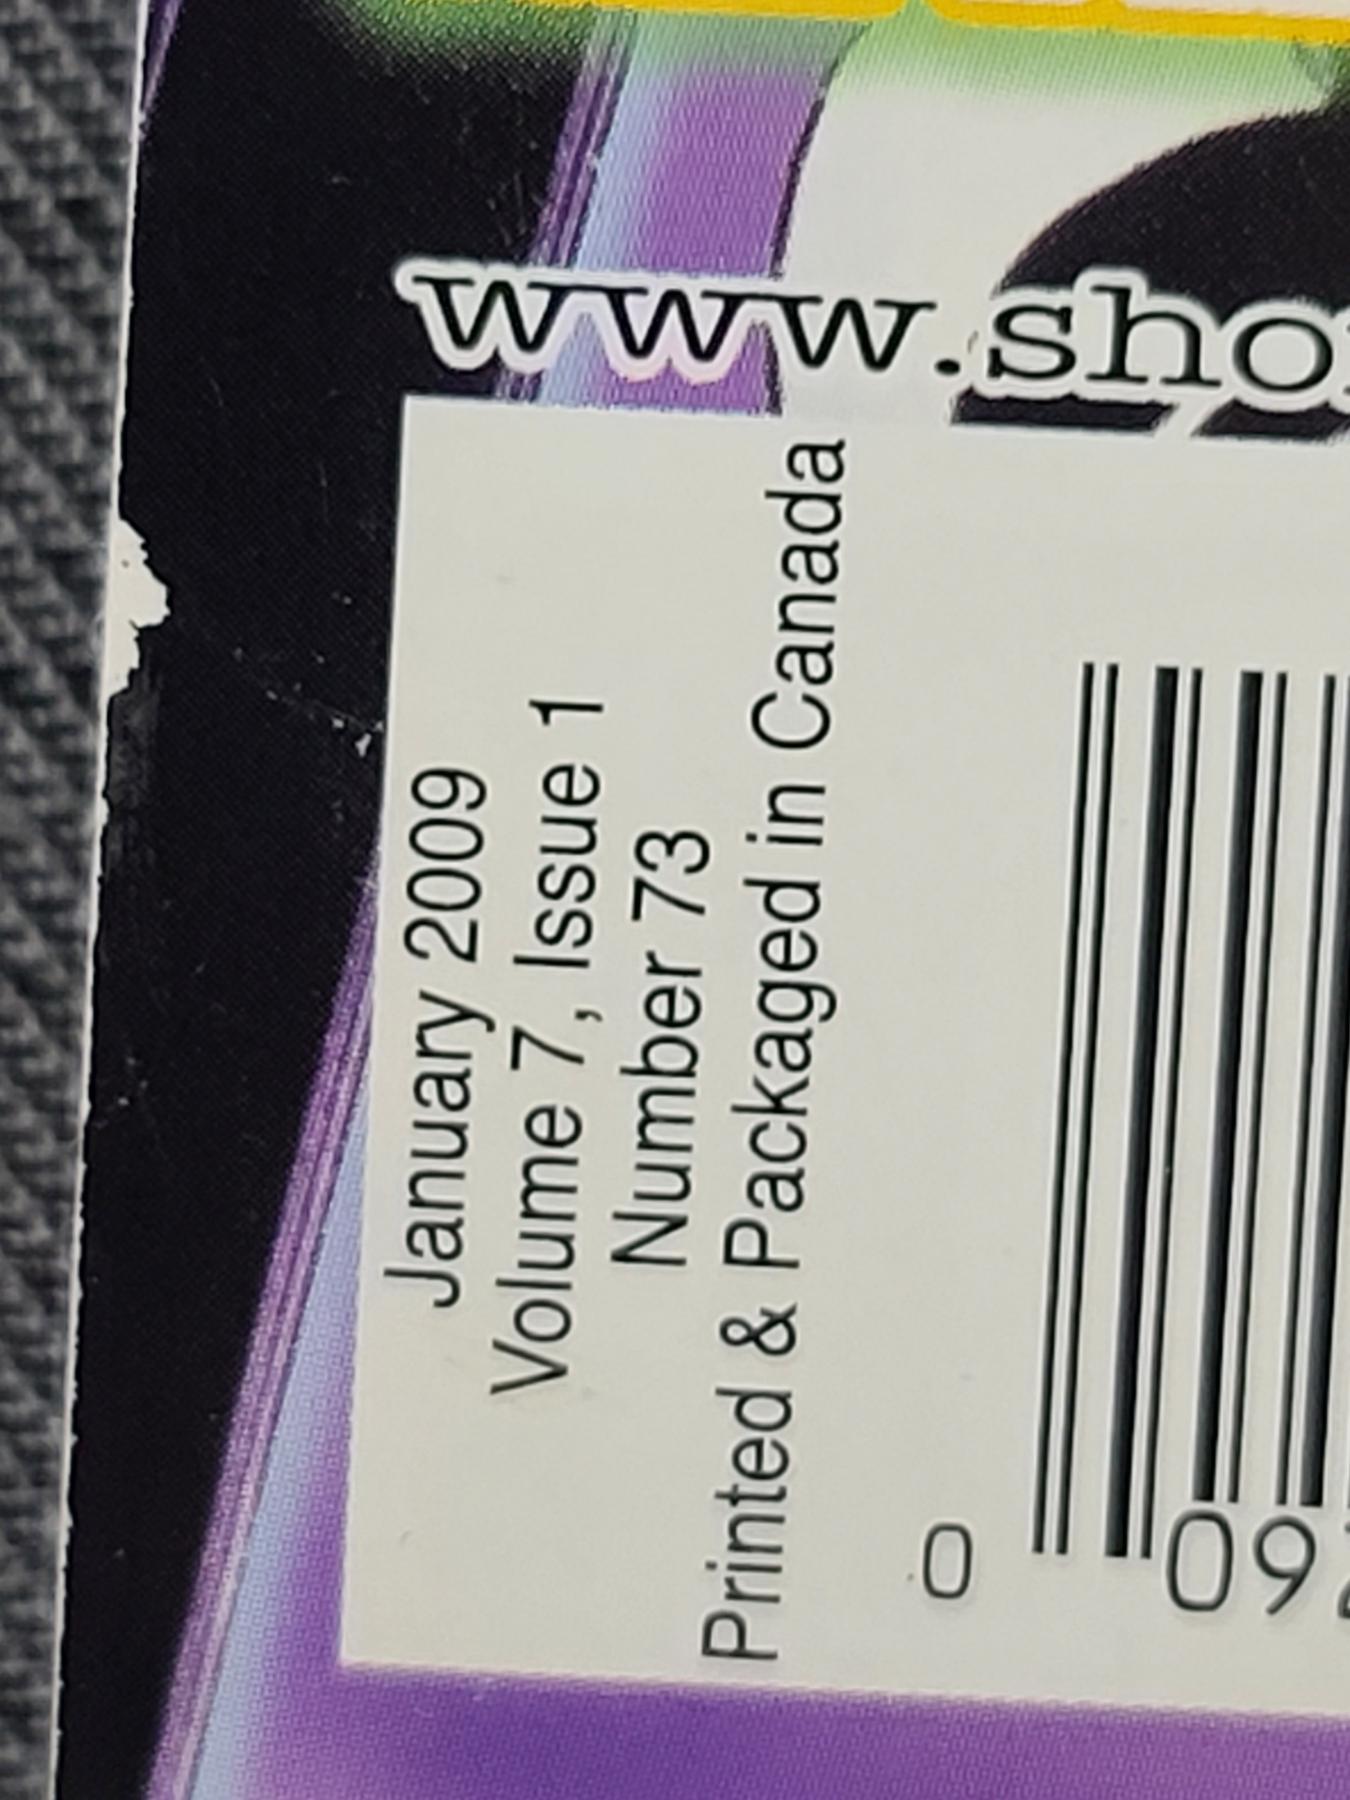 www.sho
January 2009
Volume 7, Issue 1
Number 73
Printed & Packaged in Canada
0 09